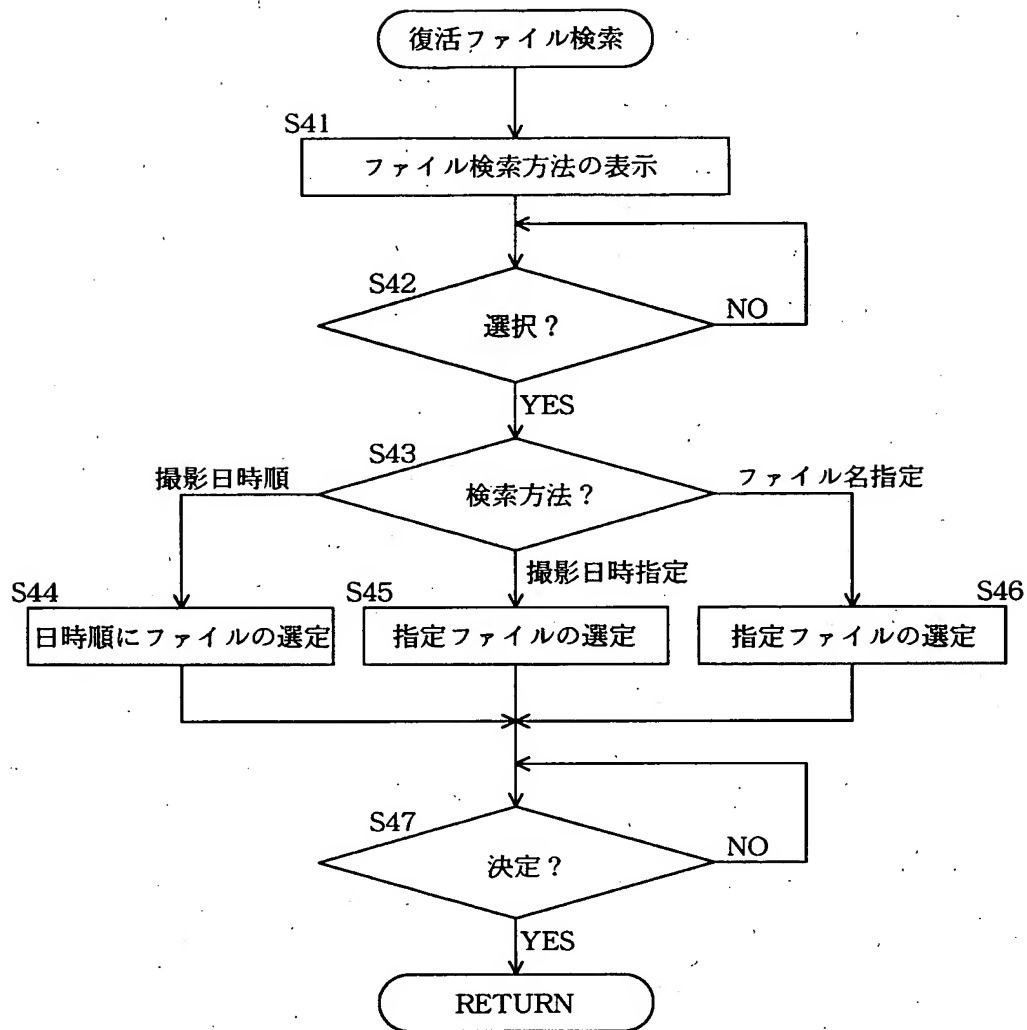 復活ファイル検索
S41
ファイル検索方法の表示
S42
選択?
NO
YES
S43
検索方法?
撮影日時順
ファイル名指定
撮影日時指定
S44
日時順にファイルの選定
S45
指定ファイルの選定
S46
指定ファイルの選定
S47
決定?
NO
YES
RETURN